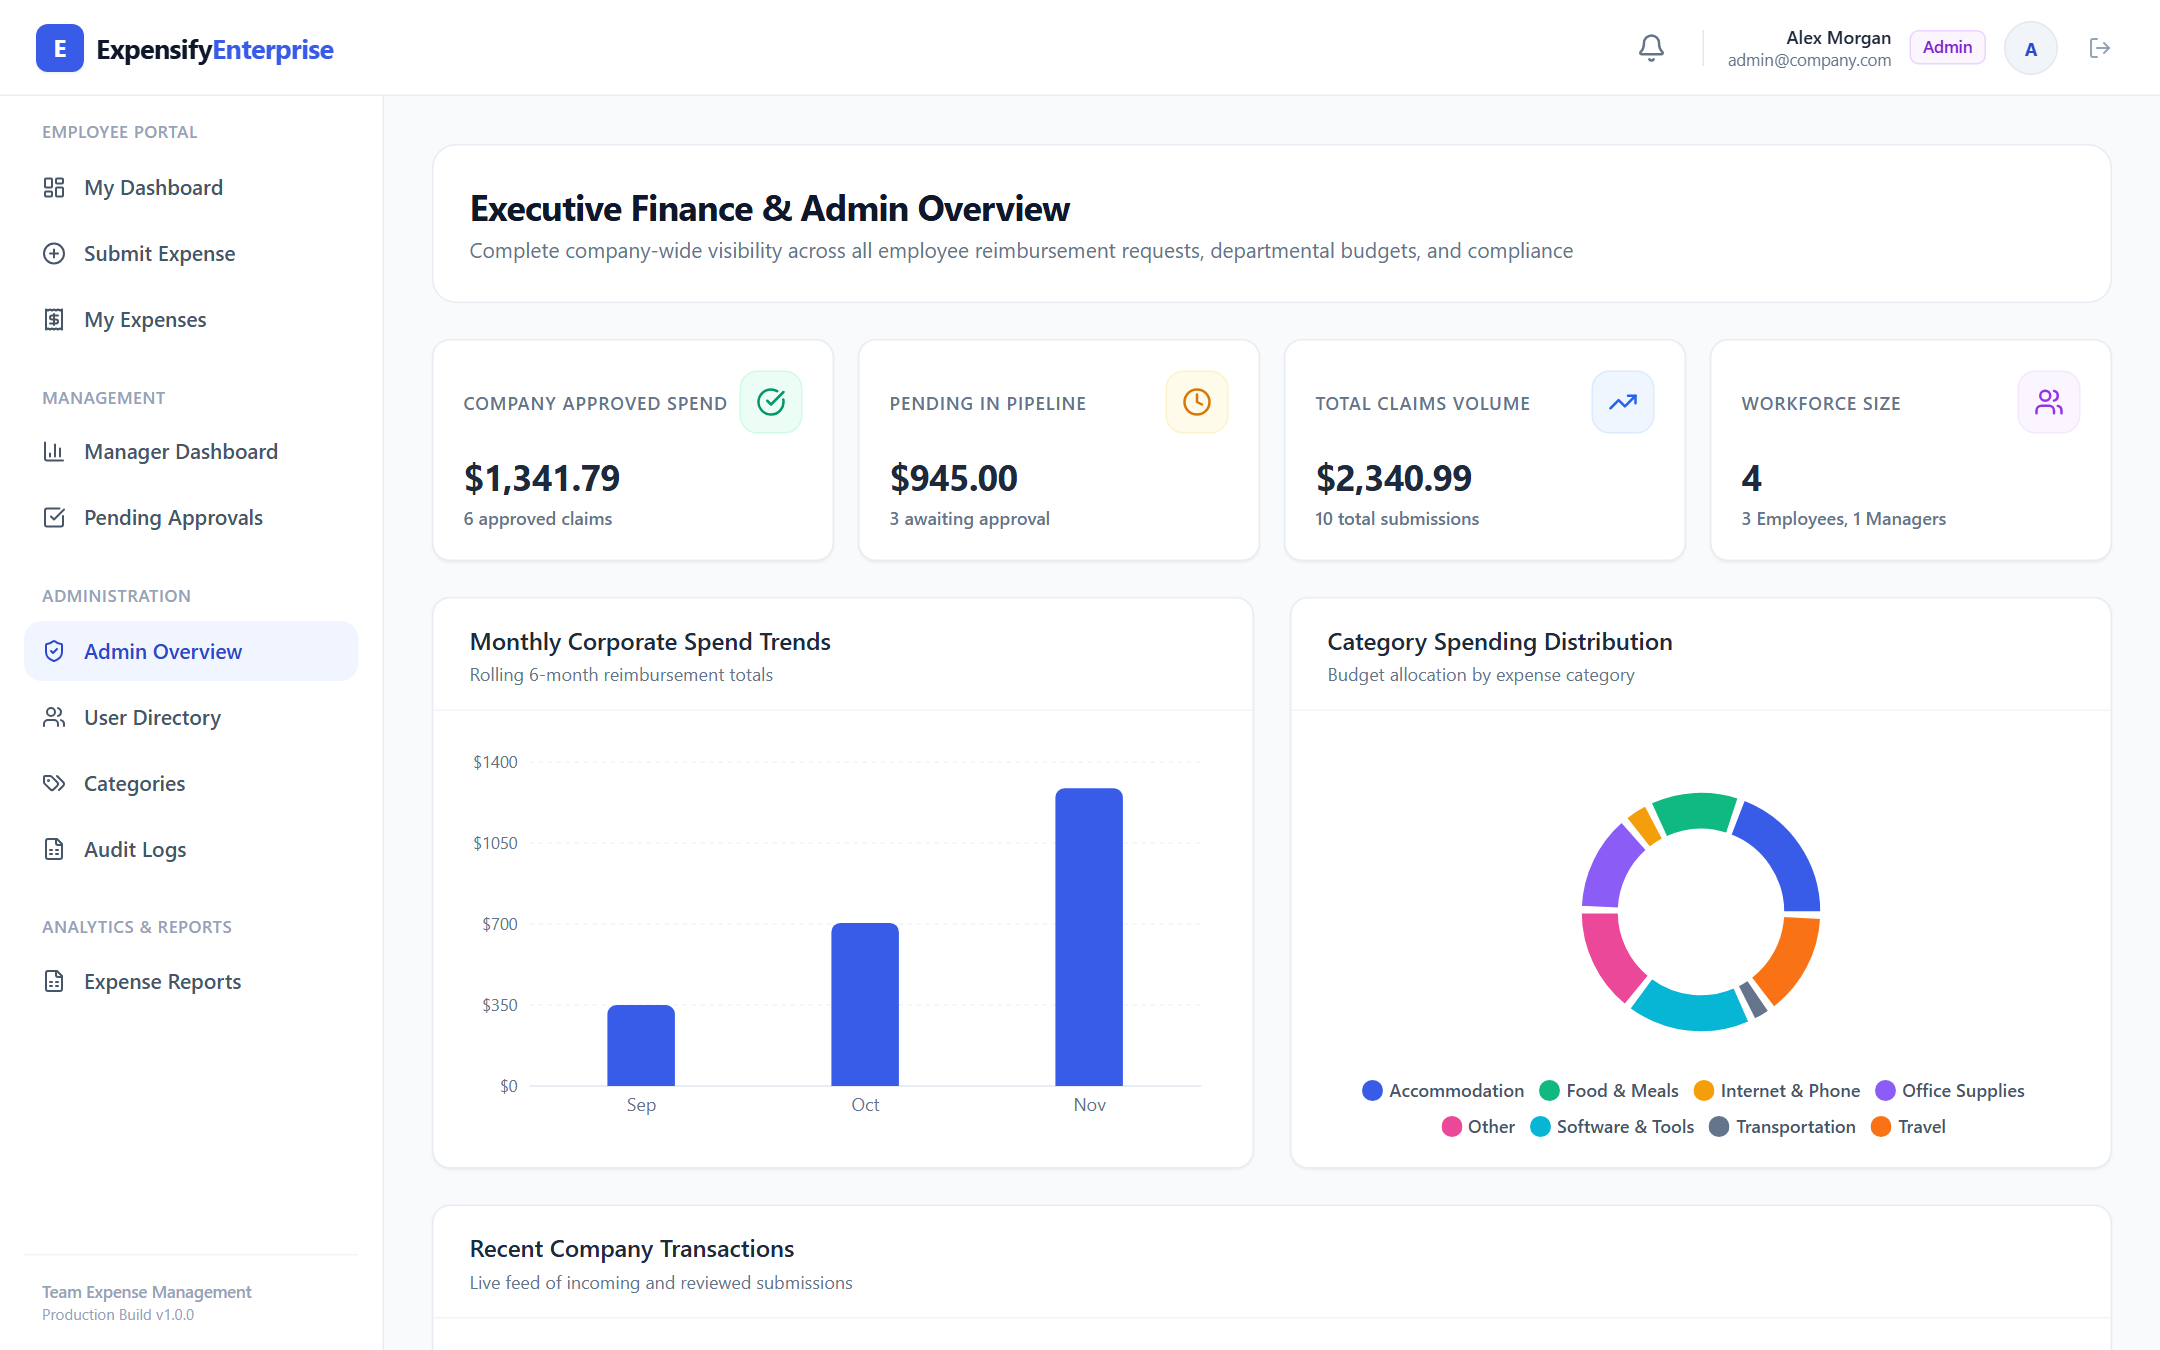 E ExpensifyEnterprise
Alex Morgan
admin@company.com
Admin
A
EMPLOYEE PORTAL
My Dashboard
Submit Expense
My Expenses
MANAGEMENT
Manager Dashboard
Pending Approvals
ADMINISTRATION
Admin Overview
User Directory
Categories
Audit Logs
ANALYTICS & REPORTS
Expense Reports
Team Expense Management
Production Build v1.0.0
Executive Finance & Admin Overview
Complete company-wide visibility across all employee reimbursement requests, departmental budgets, and compliance
COMPANY APPROVED SPEND
$1,341.79
6 approved claims
PENDING IN PIPELINE
$945.00
3 awaiting approval
TOTAL CLAIMS VOLUME
$2,340.99
10 total submissions
WORKFORCE SIZE
4
3 Employees, 1 Managers
Monthly Corporate Spend Trends
Rolling 6-month reimbursement totals
$1400
$1050
$700
$350
$0
Sep Oct Nov
Category Spending Distribution
Budget allocation by expense category
Accommodation Food & Meals Internet & Phone Office Supplies
Other Software & Tools Transportation Travel
Recent Company Transactions
Live feed of incoming and reviewed submissions